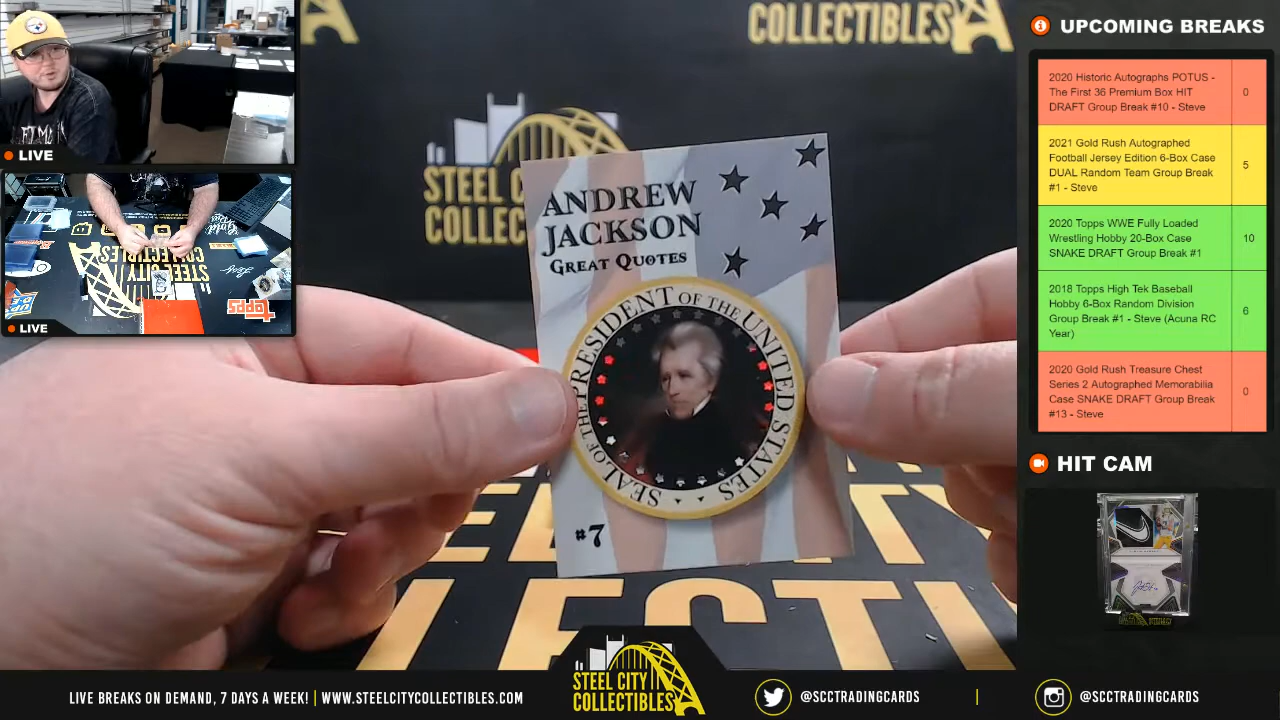 COLLECTIBLES
UPCOMING BREAKS
2020 Historic Autographs POTUS -
The First 36 Premium Box HIT
DRAFT Group Break #10 - Steve
0
2021 Gold Rush Autographed
Football Jersey Edition 6-Box Case
DUAL Random Team Group Break
#1 - Steve
5
2020 Topps WWE Fully Loaded
Wrestling Hobby 20-Box Case
SNAKE DRAFT Group Break #1
10
2018 Topps High Tek Baseball
Hobby 6-Box Random Division
Group Break #1 - Steve (Acuna RC
Year)
6
2020 Gold Rush Treasure Chest
Series 2 Autographed Memorabilia
Case SNAKE DRAFT Group Break
#13 - Steve
0
HIT CAM
LIVE
LIVE
STEEL C
COLLEC
ANDREW
JACKSON
GREAT QUOTES
SEAL OF THE PRESIDENT OF THE UNITED STATES
#7
STEEL CITY
topps
LIVE BREAKS ON DEMAND, 7 DAYS A WEEK! | WWW.STEELCITYCOLLECTIBLES.COM
STEEL CITY
COLLECTIBLES
@SCCTRADINGCARDS
|
@SCCTRADINGCARDS